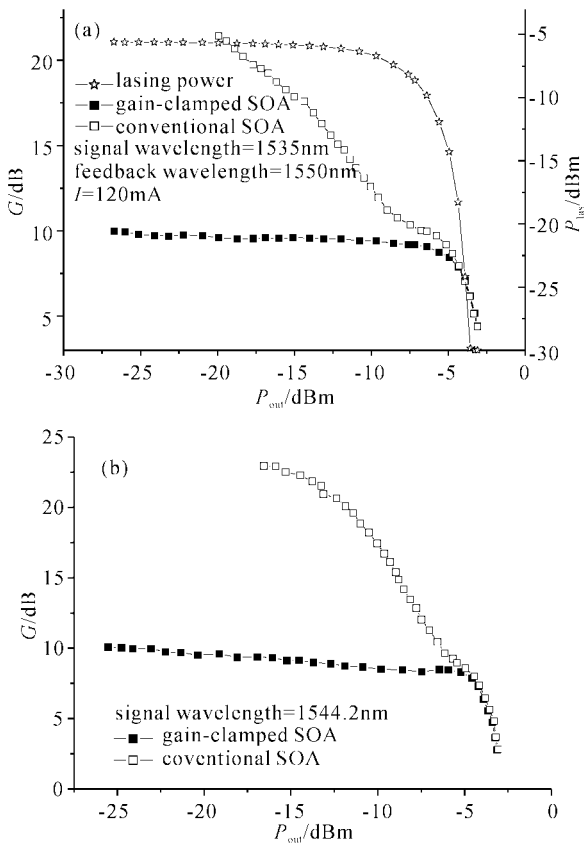 (a)
20
15
10
5
G/dB
lasing power
gain-clamped SOA
conventional SOA
signal wavelength=1535nm
feedback wavelength=1550nm
I=120mA
-5
-10
-15
-20
-25
-30
P_las/dBm
-30 -25 -20 -15 -10 -5 0
P_out/dBm
(b)
25
20
15
10
5
0
G/dB
signal wavelength=1544.2nm
gain-clamped SOA
coventional SOA
-25 -20 -15 -10 -5 0
P_out/dBm